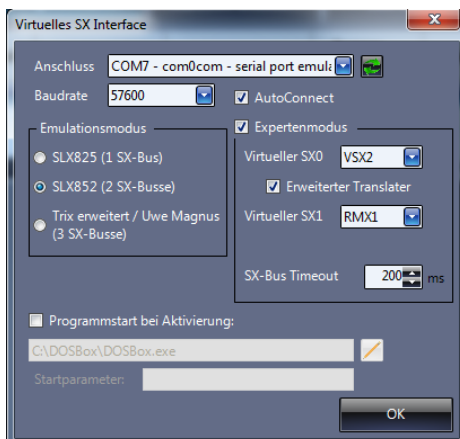 Virtuelles SX Interface
Anschluss COM7 - com0com - serial port emula
Baudrate 57600 AutoConnect
Emulationsmodus Expertenmodus
SLX825 (1 SX-Bus) Virtueller SX0 VSX2
SLX852 (2 SX-Busse) Erweiterter Translater
Trix erweitert / Uwe Magnus Virtueller SX1 RMX1
(3 SX-Busse)
SX-Bus Timeout 200 ms
Programmstart bei Aktivierung:
C:\DOSBox\DOSBox.exe
Startparameter:
OK